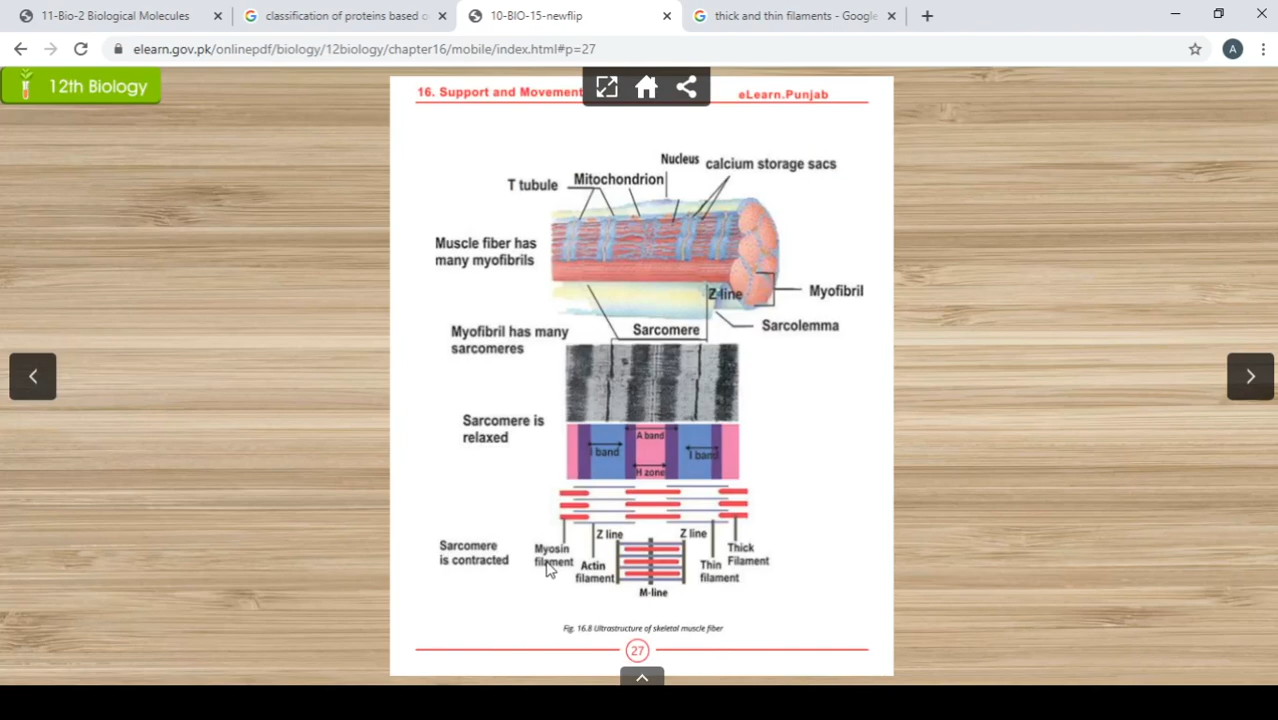 11-Bio-2 Biological Molecules
classification of proteins based o
10-BIO-15-newflip
thick and thin filaments - Google
elearn.gov.pk/onlinepdf/biology/12biology/chapter16/mobile/index.html#p=27
A
12th Biology
16. Support and Movement
eLearn.Punjab
Nucleus
calcium storage sacs
T tubule
Mitochondrion
Muscle fiber has
many myofibrils
Z line
Myofibril
Sarcolemma
Sarcomere
Myofibril has many
sarcomeres
Sarcomere is
relaxed
A band
I band
I band
H zone
Z line
Z line
Sarcomere
is contracted
Myosin
filament
Actin
filament
Thin
filament
Thick
Filament
M-line
Fig. 16.8 Ultrastructure of skeletal muscle fiber
27